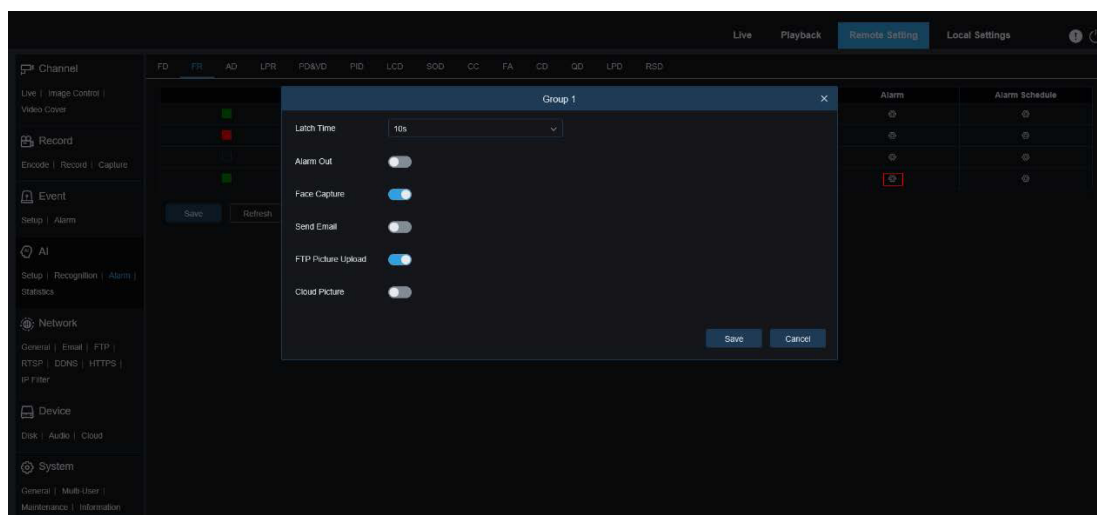 Live Playback Remote Setting Local Settings
Channel
Live | Image Control |
Video Cover
Record
Encode | Record | Capture
Event
Setup | Alarm
AI
Setup | Recognition | Alarm |
Statistics
Network
General | Email | FTP |
RTSP | DDNS | HTTPS |
IP Filter
Device
Disk | Audio | Cloud
System
General | Multi-User |
Maintenance | Information
FD FR AD LPR PD&VD PID LCD SOD CC FA CD QD LPD RSD
Alarm Alarm Schedule
Save Refresh
Group 1
Latch Time 10s
Alarm Out
Face Capture
Send Email
FTP Picture Upload
Cloud Picture
Save Cancel